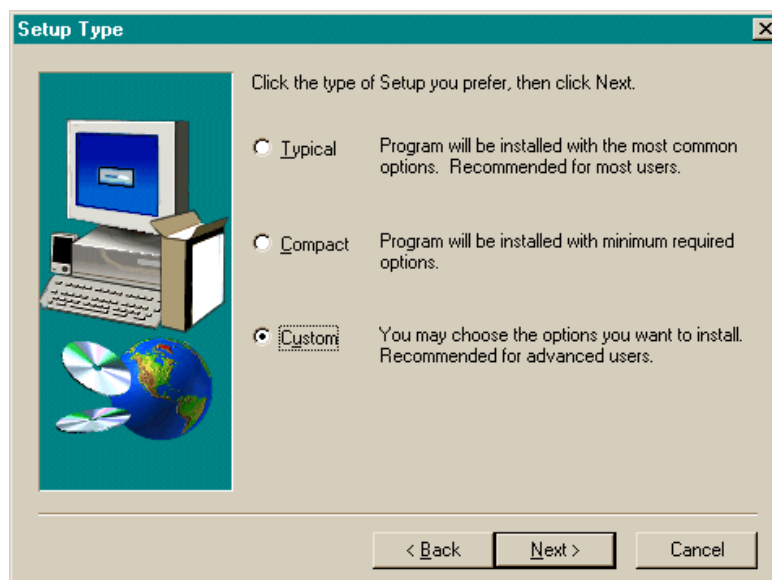 Setup Type
Click the type of Setup you prefer, then click Next.
Typical
Program will be installed with the most common
options. Recommended for most users.
Compact
Program will be installed with minimum required
options.
Custom
You may choose the options you want to install.
Recommended for advanced users.
< Back
Next >
Cancel